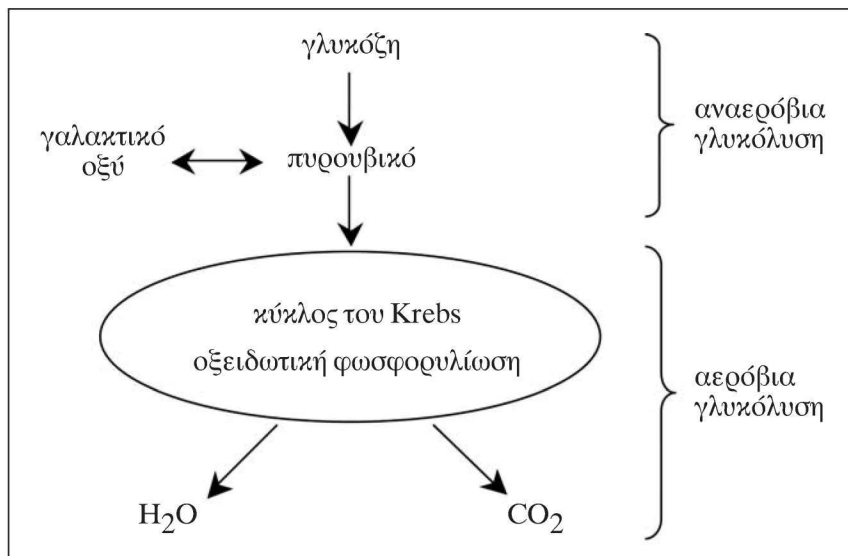 γλυκόζη
αναερόβια
γλυκόλυση
γαλακτικό
οξύ
πυρουβικό
κύκλος του Krebs
οξειδωτική φωσφορυλίωση
αερόβια
γλυκόλυση
H₂O
CO₂